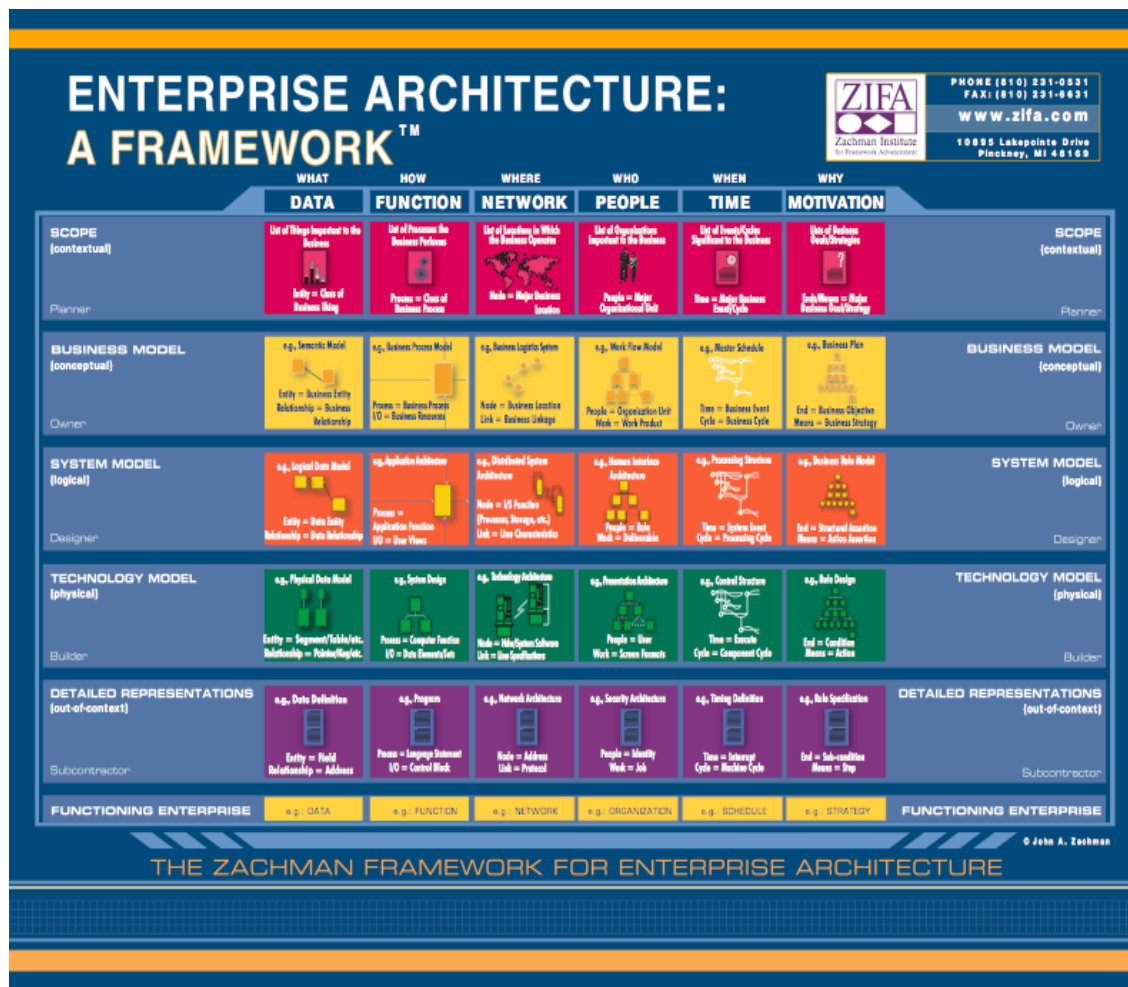 ENTERPRISE ARCHITECTURE:
A FRAMEWORK™
ZIFA
Zachman Institute
for Framework Advancement
PHONE (810) 231-0531
FAX: (810) 231-6631
www.zifa.com
10895 Lakepointe Drive
Pinckney, MI 48169
WHAT HOW WHERE WHO WHEN WHY
DATA FUNCTION NETWORK PEOPLE TIME MOTIVATION
SCOPE
(contextual)
Planner
List of Things Important to the
Business
Entity = Class of
Business Thing
List of Processes the
Business Performs
Process = Class of
Business Process
List of Locations In Which
the Business Operates
Node = Major Business
Location
List of Organizations
Important to the Business
People = Major
Organizational Unit
List of Events/Cycles
Significant to the Business
Time = Major Business
Event/Cycle
Lists of Business
Goals/Strategies
?
Ends/Means = Major
Business Goal/Strategy
SCOPE
(contextual)
Planner
BUSINESS MODEL
(conceptual)
Owner
e.g., Semantic Model
Entity = Business Entity
Relationship = Business
Relationship
e.g., Business Process Model
Process = Business Process
I/O = Business Resources
e.g., Business Logistics System
Node = Business Location
Link = Business Linkage
e.g., Work Flow Model
People = Organization Unit
Work = Work Product
e.g., Master Schedule
Time = Business Event
Cycle = Business Cycle
e.g., Business Plan
End = Business Objective
Means = Business Strategy
BUSINESS MODEL
(conceptual)
Owner
SYSTEM MODEL
(logical)
Designer
e.g., Logical Data Model
Entity = Data Entity
Relationship = Data Relationship
e.g., Application Architecture
Process =
Application Function
I/O = User Views
e.g., Distributed System
Architecture
Node = I/S Function
(Processor, Storage, etc.)
Link = Line Characteristics
e.g., Human Interface
Architecture
People = Role
Work = Deliverable
e.g., Processing Structure
Time = System Event
Cycle = Processing Cycle
e.g., Business Role Model
End = Structural Assertion
Means = Action Assertion
SYSTEM MODEL
(logical)
Designer
TECHNOLOGY MODEL
(physical)
Builder
e.g., Physical Data Model
Entity = Segment/Table/etc.
Relationship = Pointer/Key/etc.
e.g., System Design
Process = Computer Function
I/O = Data Elements/Sets
e.g., Technology Architecture
Node = Hdw/System Software
Link = Line Specifications
e.g., Presentation Architecture
People = User
Work = Screen Formats
e.g., Control Structure
Time = Execute
Cycle = Component Cycle
e.g., Role Design
End = Condition
Means = Action
TECHNOLOGY MODEL
(physical)
Builder
DETAILED REPRESENTATIONS
(out-of-context)
Subcontractor
e.g., Data Definition
Entity = Field
Relationship = Address
e.g., Program
Process = Language Statement
I/O = Control Block
e.g., Network Architecture
Node = Address
Link = Protocol
e.g., Security Architecture
People = Identity
Work = Job
e.g., Timing Definition
Time = Interrupt
Cycle = Machine Cycle
e.g., Role Specification
End = Sub-condition
Means = Step
DETAILED REPRESENTATIONS
(out-of-context)
Subcontractor
FUNCTIONING ENTERPRISE e.g.: DATA e.g.: FUNCTION e.g.: NETWORK e.g.: ORGANIZATION e.g.: SCHEDULE e.g.: STRATEGY FUNCTIONING ENTERPRISE
© John A. Zachman
THE ZACHMAN FRAMEWORK FOR ENTERPRISE ARCHITECTURE